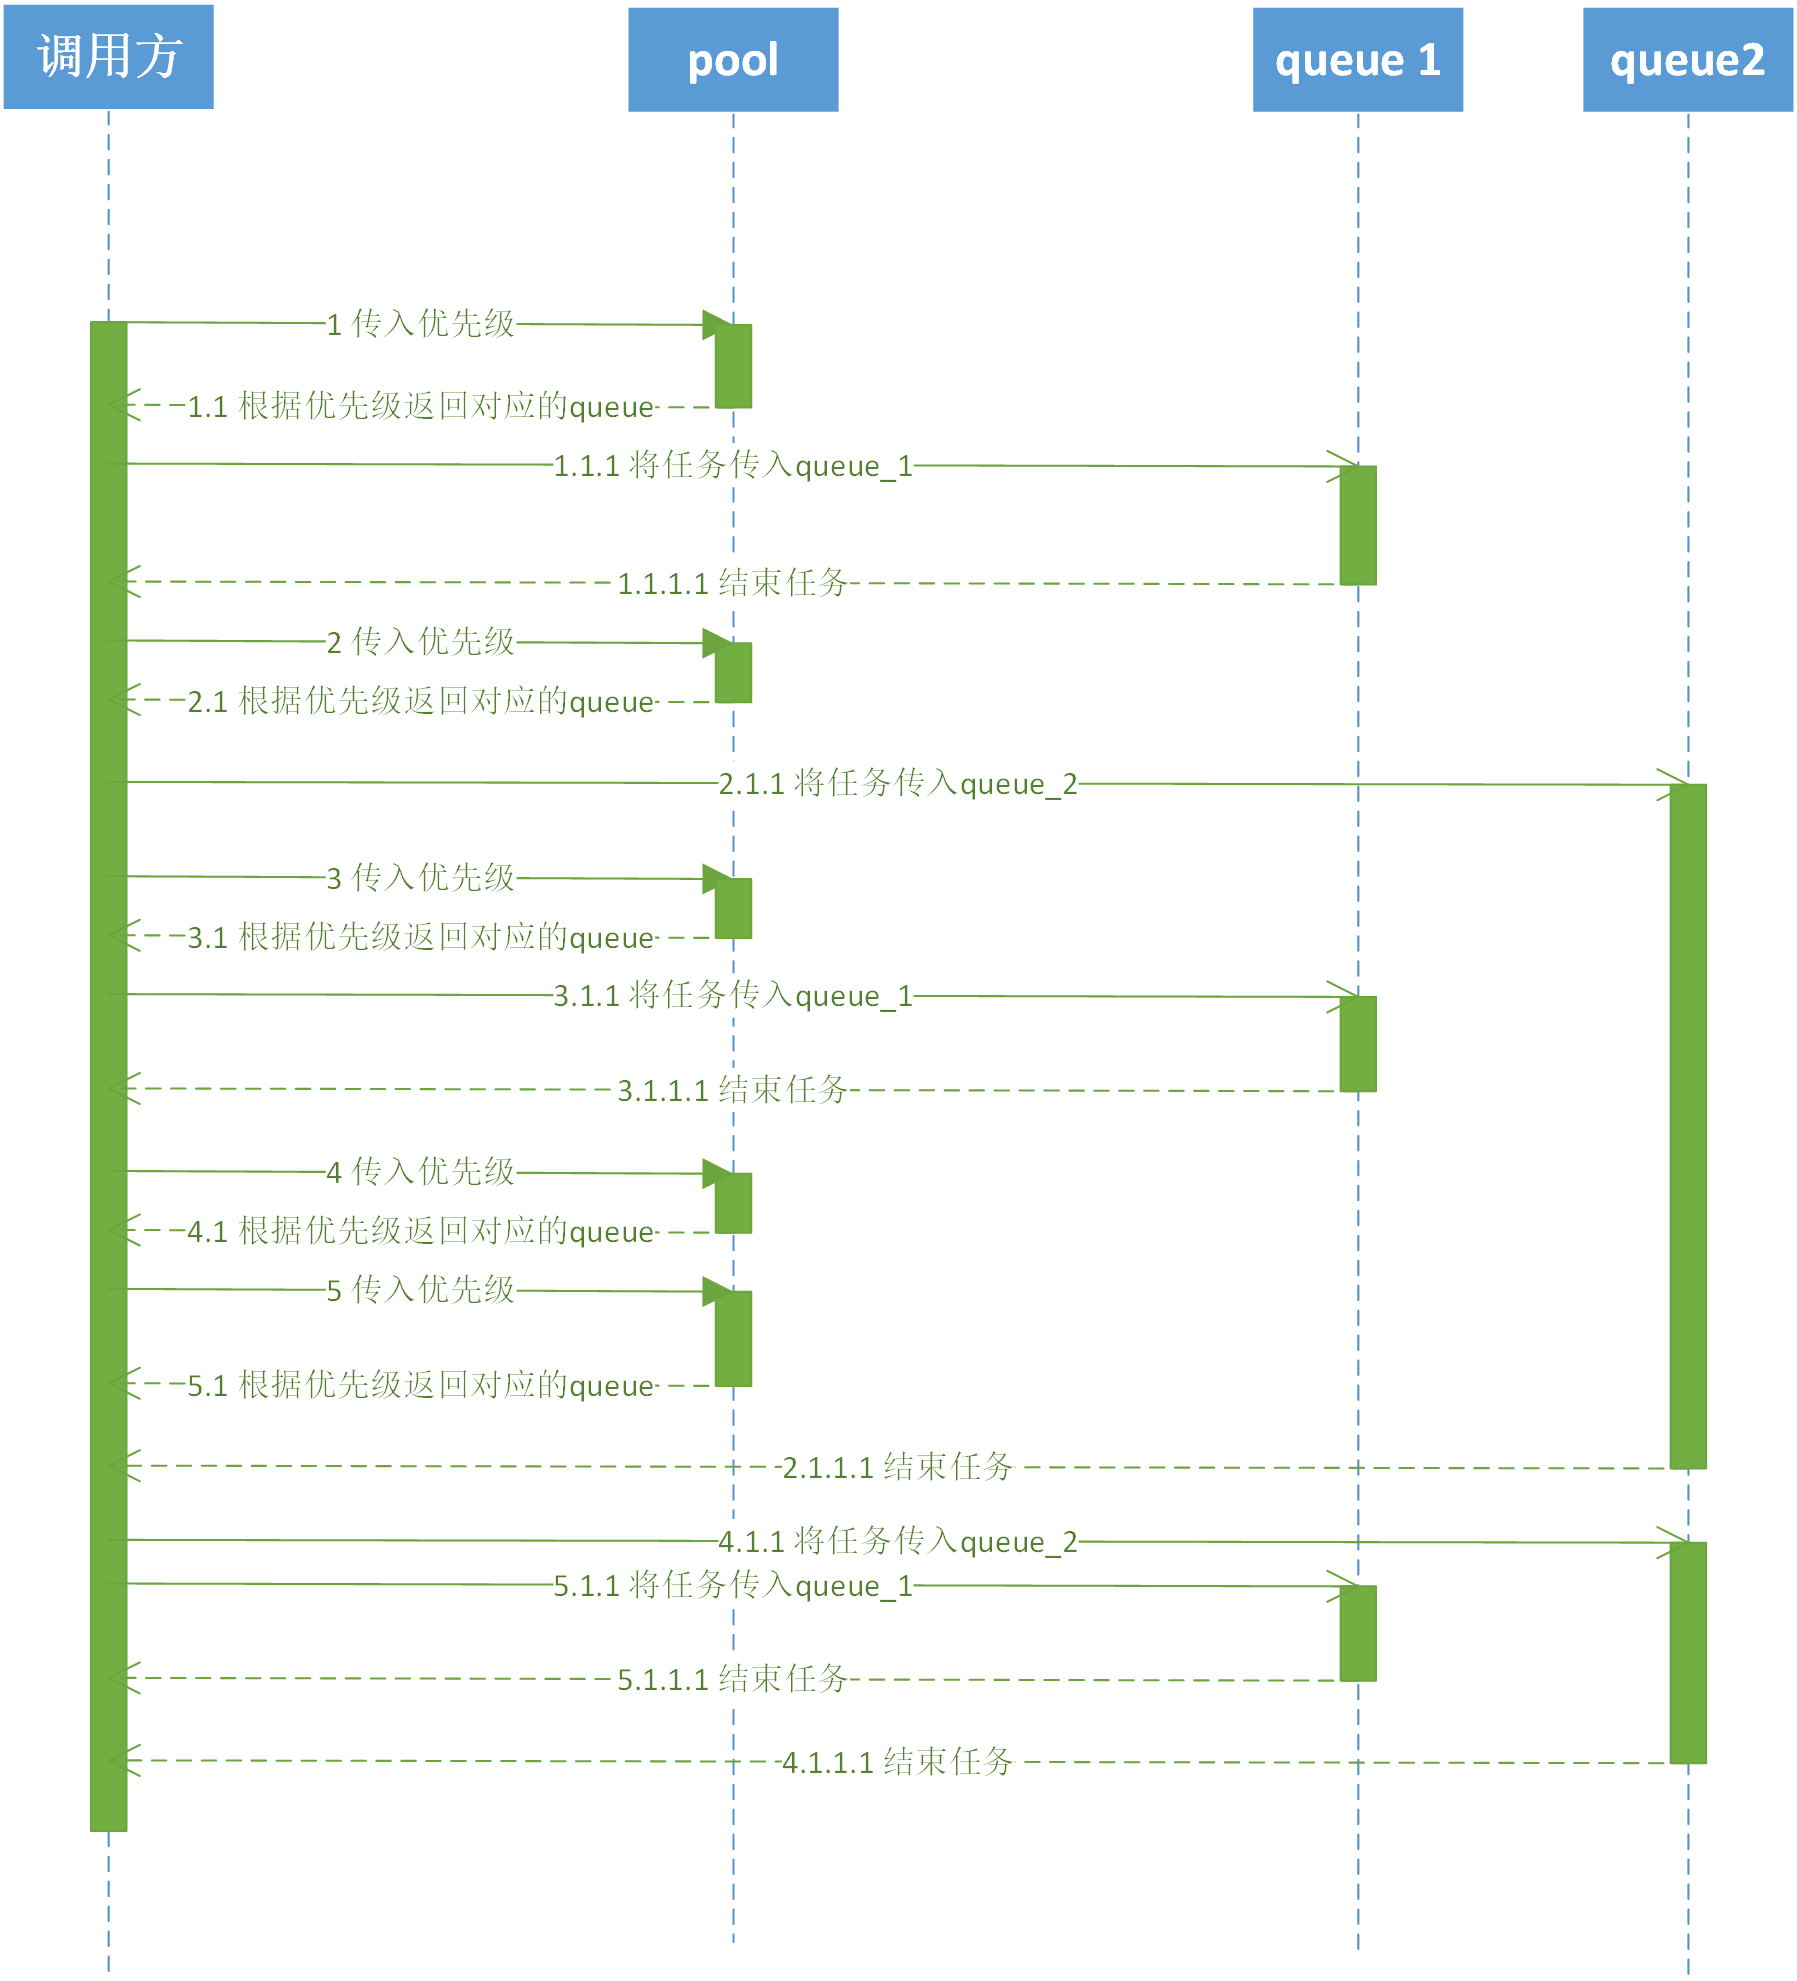 调用方
pool
queue 1
queue2
1 传入优先级
1.1 根据优先级返回对应的queue
1.1.1 将任务传入queue_1
1.1.1.1 结束任务
2 传入优先级
2.1 根据优先级返回对应的queue
2.1.1 将任务传入queue_2
3 传入优先级
3.1 根据优先级返回对应的queue
3.1.1 将任务传入queue_1
3.1.1.1 结束任务
4 传入优先级
4.1 根据优先级返回对应的queue
5 传入优先级
5.1 根据优先级返回对应的queue
2.1.1.1 结束任务
4.1.1 将任务传入queue_2
5.1.1 将任务传入queue_1
5.1.1.1 结束任务
4.1.1.1 结束任务